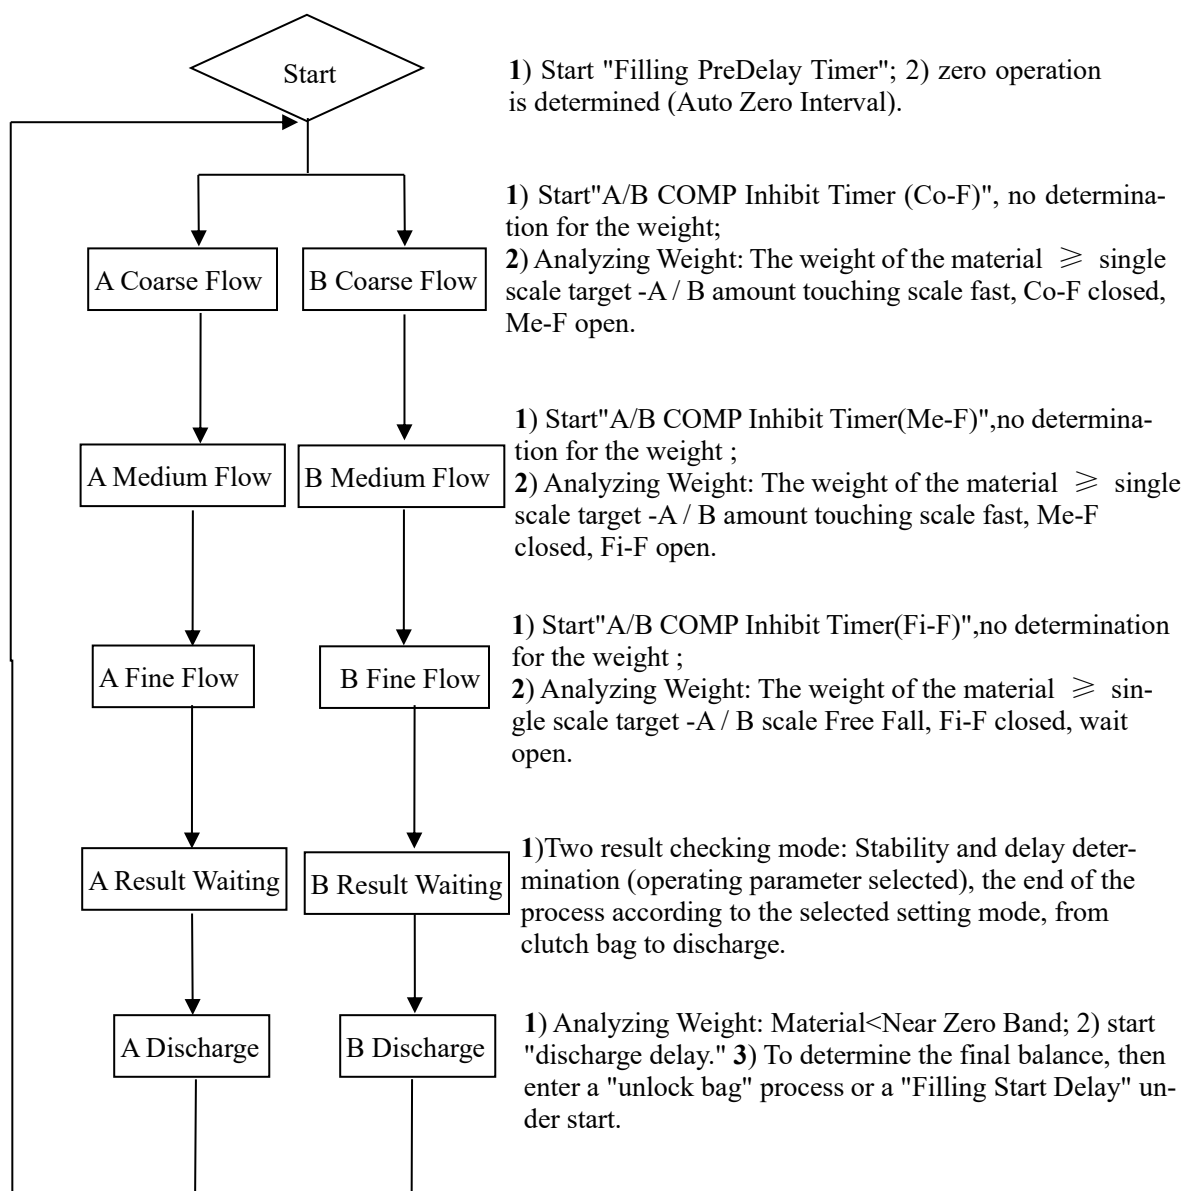 Start
1) Start "Filling PreDelay Timer"; 2) zero operation
is determined (Auto Zero Interval).
1) Start"A/B COMP Inhibit Timer (Co-F)", no determina-
tion for the weight;
2) Analyzing Weight: The weight of the material ≥ single
scale target -A / B amount touching scale fast, Co-F closed,
Me-F open.
A Coarse Flow
B Coarse Flow
1) Start"A/B COMP Inhibit Timer(Me-F)",no determina-
tion for the weight ;
2) Analyzing Weight: The weight of the material ≥ single
scale target -A / B amount touching scale fast, Me-F
closed, Fi-F open.
A Medium Flow
B Medium Flow
1) Start"A/B COMP Inhibit Timer(Fi-F)",no determination
for the weight ;
2) Analyzing Weight: The weight of the material ≥ sin-
gle scale target -A / B scale Free Fall, Fi-F closed, wait
open.
A Fine Flow
B Fine Flow
1)Two result checking mode: Stability and delay deter-
mination (operating parameter selected), the end of the
process according to the selected setting mode, from
clutch bag to discharge.
A Result Waiting
B Result Waiting
1) Analyzing Weight: Material<Near Zero Band; 2) start
"discharge delay." 3) To determine the final balance, then
enter a "unlock bag" process or a "Filling Start Delay" un-
der start.
A Discharge
B Discharge